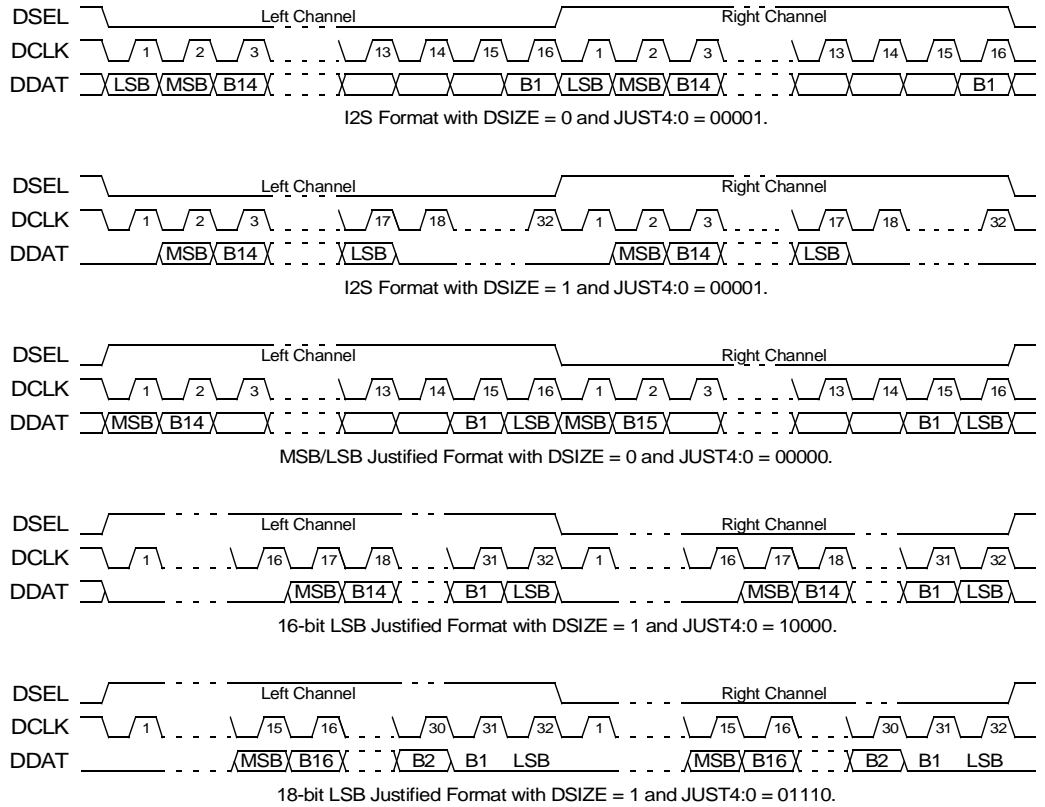 DSEL Left Channel Right Channel
DCLK 1 2 3 13 14 15 16 1 2 3 13 14 15 16
DDAT LSB MSB B14 B1 LSB MSB B14 B1
I2S Format with DSIZE = 0 and JUST4:0 = 00001.
DSEL Left Channel Right Channel
DCLK 1 2 3 17 18 32 1 2 3 17 18 32
DDAT MSB B14 LSB MSB B14 LSB
I2S Format with DSIZE = 1 and JUST4:0 = 00001.
DSEL Left Channel Right Channel
DCLK 1 2 3 13 14 15 16 1 2 3 13 14 15 16
DDAT MSB B14 B1 LSB MSB B15 B1 LSB
MSB/LSB Justified Format with DSIZE = 0 and JUST4:0 = 00000.
DSEL Left Channel Right Channel
DCLK 1 16 17 18 31 32 1 16 17 18 31 32
DDAT MSB B14 B1 LSB MSB B14 B1 LSB
16-bit LSB Justified Format with DSIZE = 1 and JUST4:0 = 10000.
DSEL Left Channel Right Channel
DCLK 1 15 16 30 31 32 1 15 16 30 31 32
DDAT MSB B16 B2 B1 LSB MSB B16 B2 B1 LSB
18-bit LSB Justified Format with DSIZE = 1 and JUST4:0 = 01110.